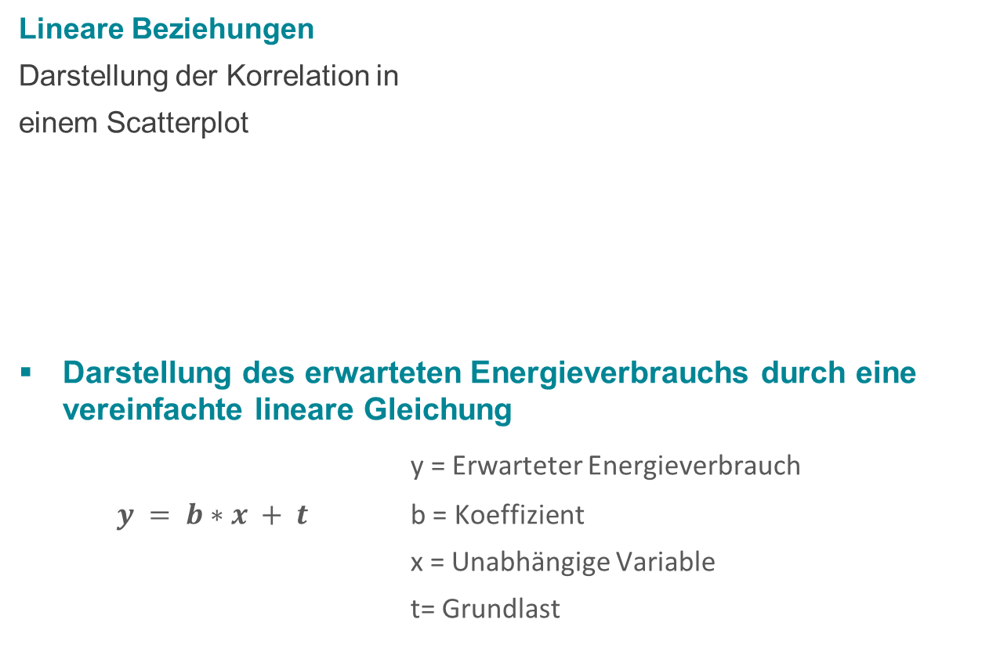 Lineare Beziehungen
Darstellung der Korrelation in
einem Scatterplot
▪ Darstellung des erwarteten Energieverbrauchs durch eine
vereinfachte lineare Gleichung
y = b ∗ x + t
y = Erwarteter Energieverbrauch
b = Koeffizient
x = Unabhängige Variable
t= Grundlast